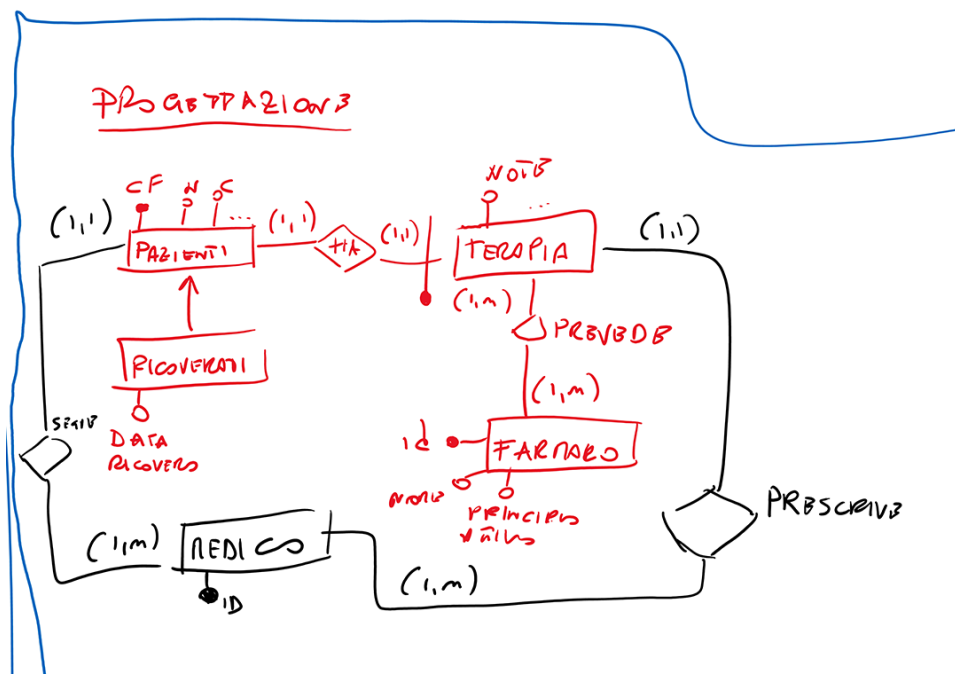 PROGETTAZIONE
NOTE
CF N C ...
...
(1,1) (1,1) (1,1) (1,1)
PAZIENTI HA TERAPIA
(1,m)
PREVEDE
RICOVERATI
(1,m)
SEGUE
DATA
RICOVERO
id FARMACO
NOME
PRINCIPIO
ATTIVO
PRESCRIVE
(1,m) MEDICO
(1,m)
ID